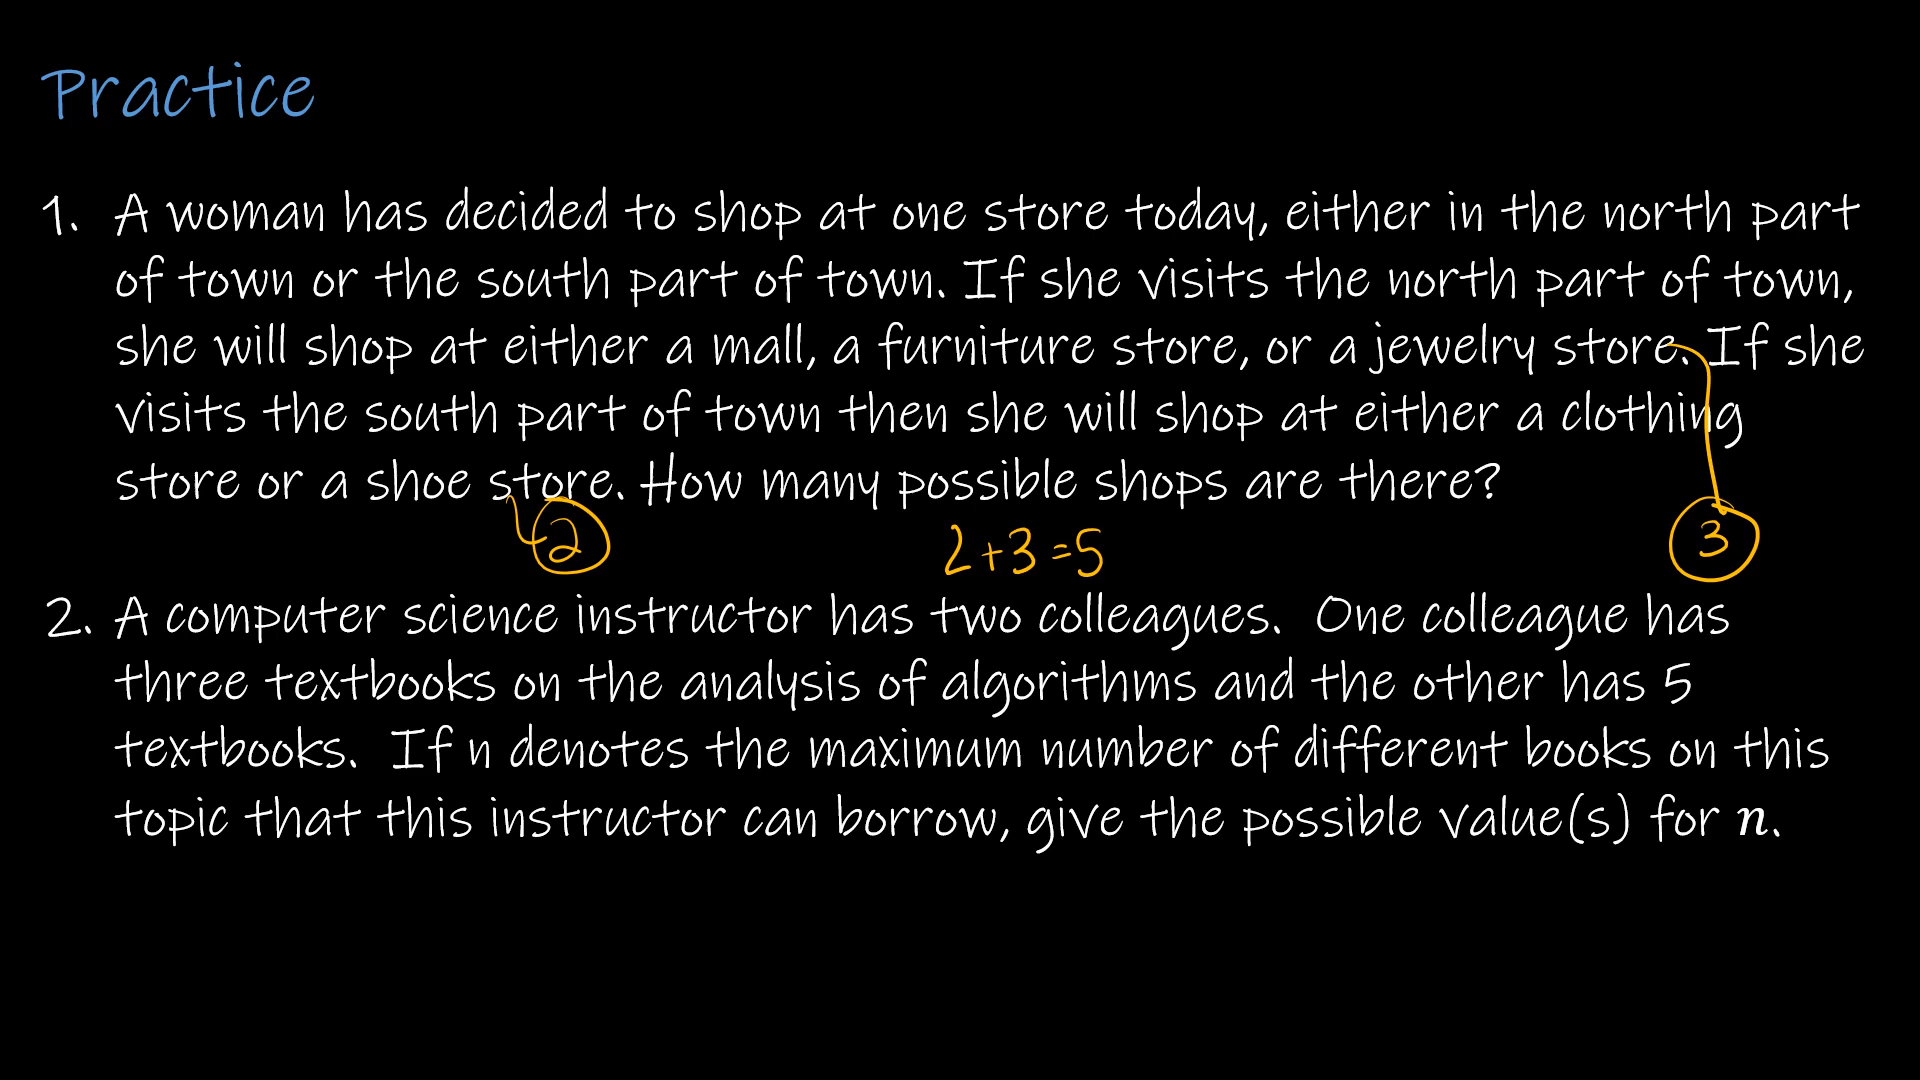 Practice
1. A woman has decided to shop at one store today, either in the north part
of town or the south part of town. If she visits the north part of town,
she will shop at either a mall, a furniture store, or a jewelry store. If she
visits the south part of town then she will shop at either a clothing
store or a shoe store. How many possible shops are there?
2 2+3=5 3
2. A computer science instructor has two colleagues. One colleague has
three textbooks on the analysis of algorithms and the other has 5
textbooks. If n denotes the maximum number of different books on this
topic that this instructor can borrow, give the possible value(s) for n.